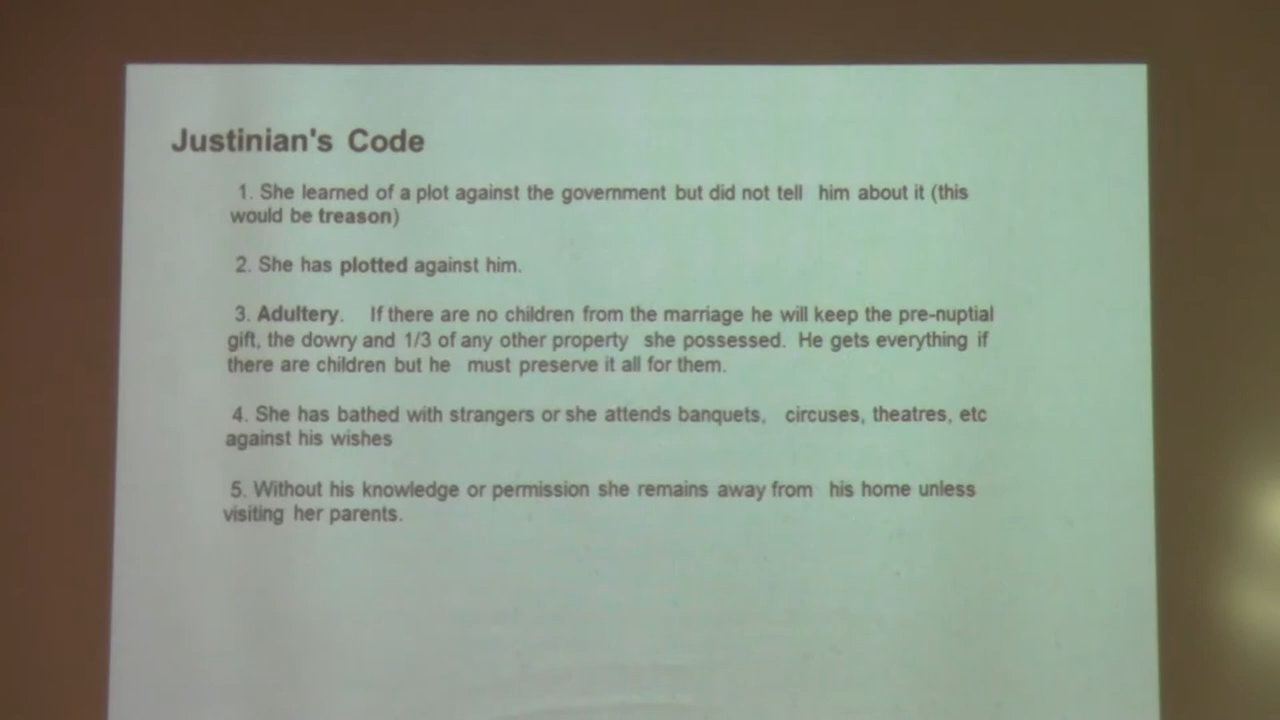 Justinian's Code
1. She learned of a plot against the government but did not tell him about it (this
would be treason)
2. She has plotted against him.
3. Adultery. If there are no children from the marriage he will keep the pre-nuptial
gift, the dowry and 1/3 of any other property she possessed. He gets everything if
there are children but he must preserve it all for them.
4. She has bathed with strangers or she attends banquets, circuses, theatres, etc
against his wishes
5. Without his knowledge or permission she remains away from his home unless
visiting her parents.